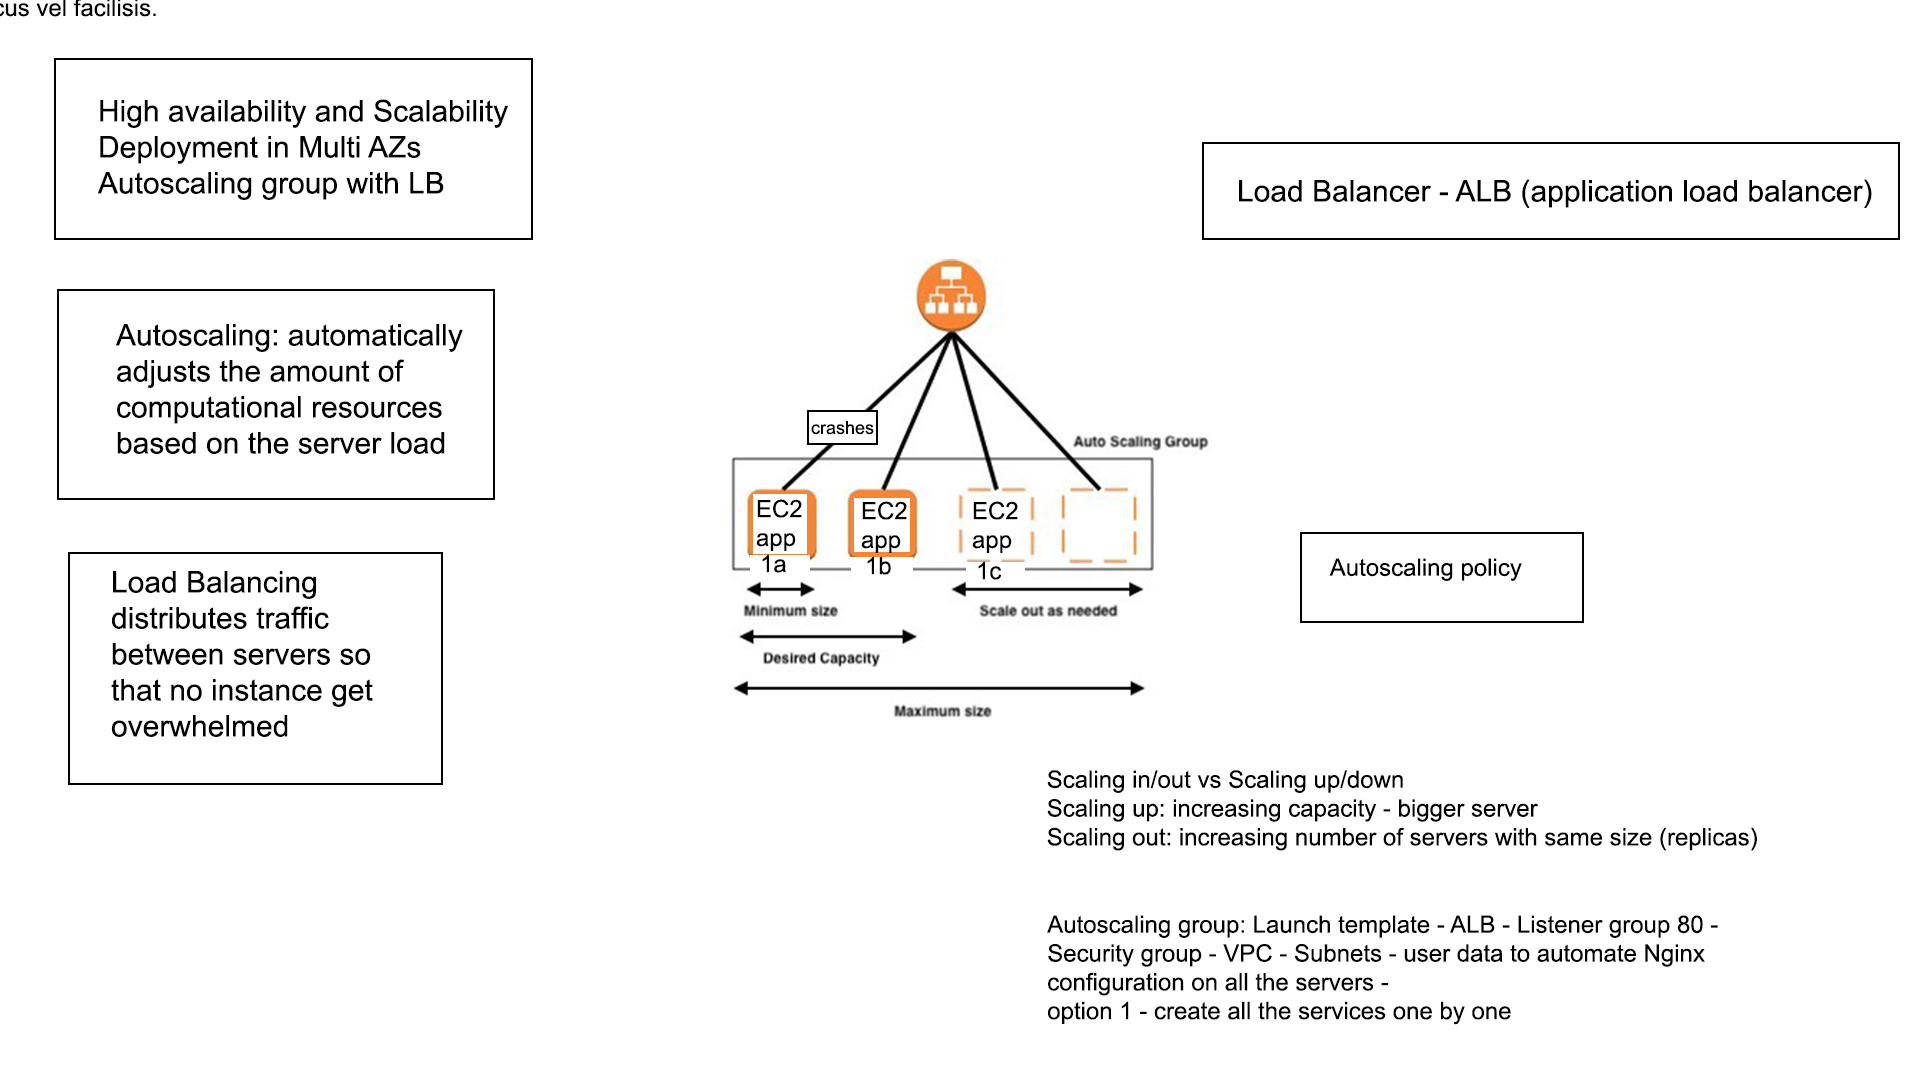 cus vel facilisis.
High availability and Scalability
Deployment in Multi AZs
Autoscaling group with LB
Load Balancer - ALB (application load balancer)
Autoscaling: automatically
adjusts the amount of
computational resources
based on the server load
crashes
Auto Scaling Group
EC2
app
1a
EC2
app
1b
EC2
app
1c
Minimum size
Scale out as needed
Desired Capacity
Maximum size
Autoscaling policy
Load Balancing
distributes traffic
between servers so
that no instance get
overwhelmed
Scaling in/out vs Scaling up/down
Scaling up: increasing capacity - bigger server
Scaling out: increasing number of servers with same size (replicas)
Autoscaling group: Launch template - ALB - Listener group 80 -
Security group - VPC - Subnets - user data to automate Nginx
configuration on all the servers -
option 1 - create all the services one by one